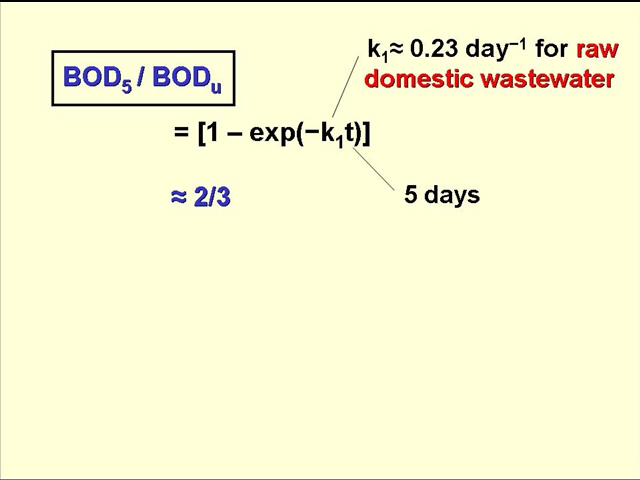 k₁≈ 0.23 day⁻¹ for raw
domestic wastewater
BOD₅ / BODᵤ
= [1 – exp(−k₁t)]
≈ 2/3
5 days